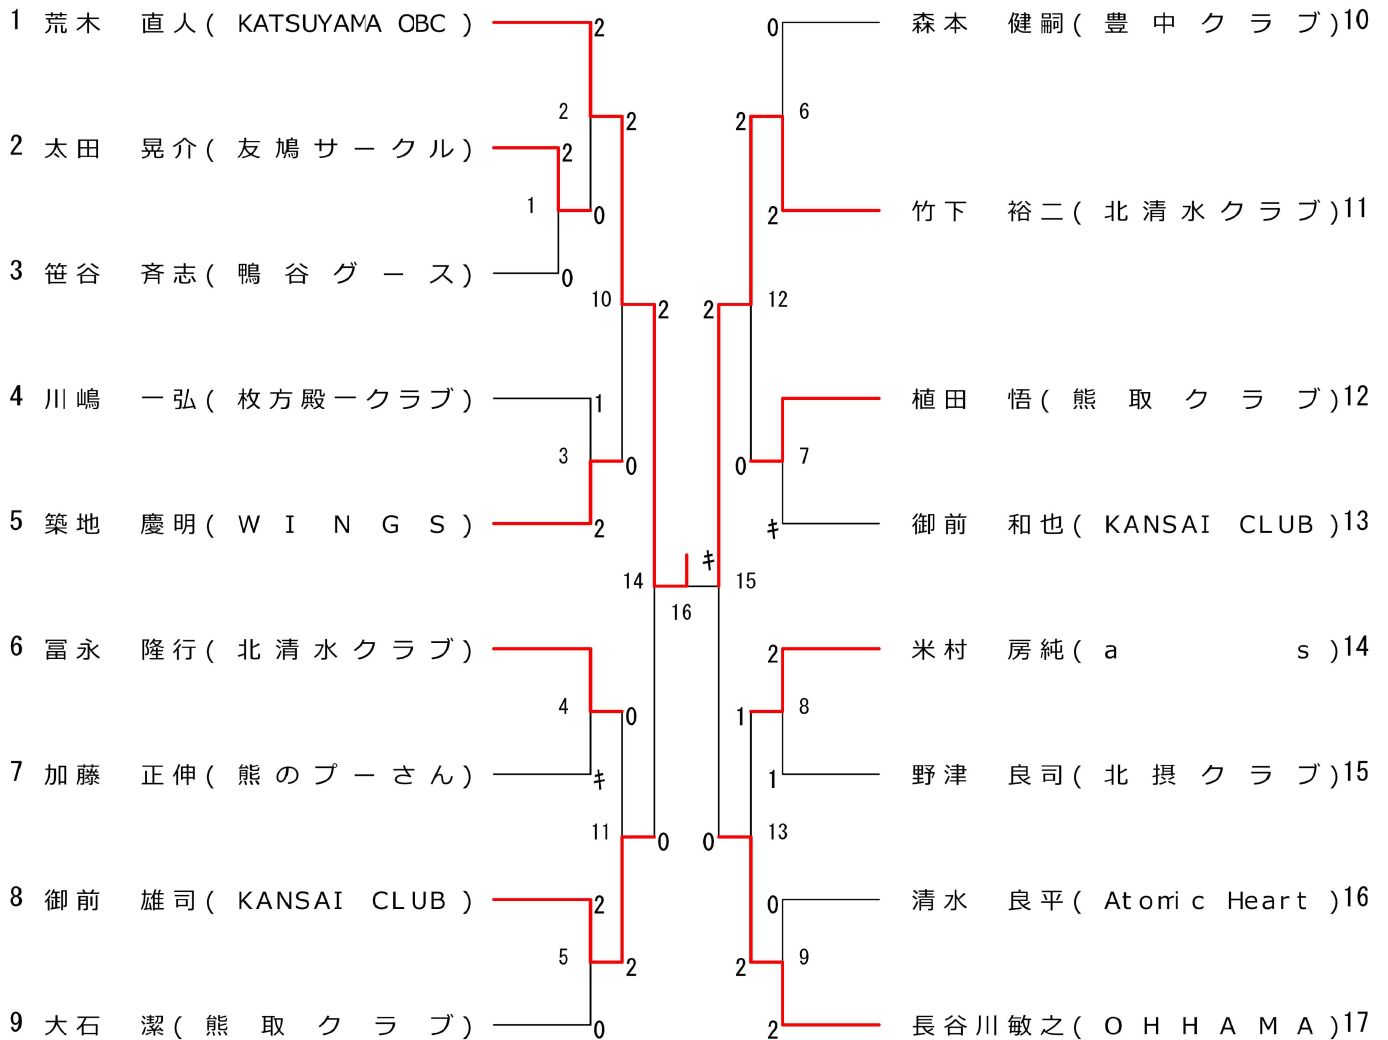 1 荒木 直人( KATSUYAMA OBC )
2 太田 晃介( 友鳩サークル)
3 笹谷 斉志( 鴨谷グース)
4 川嶋 一弘( 枚方殿一クラブ)
5 築地 慶明( WINGS)
6 冨永 隆行( 北清水クラブ)
7 加藤 正伸( 熊のプーさん)
8 御前 雄司( KANSAI CLUB )
9 大石 潔( 熊取クラブ)
2
2
2
2
1
0
0
10
2
1
3
0
2
14
16
キ
4
0
キ
11
0
2
5
2
0
0
6
2
2
12
2
7
0
キ
15
2
8
1
1
13
0
0
9
2
2
森本 健嗣( 豊中クラブ)10
竹下 裕二( 北清水クラブ)11
植田 悟( 熊取クラブ)12
御前 和也( KANSAI CLUB )13
米村 房純( as )14
野津 良司( 北摂クラブ)15
清水 良平( Atomic Heart )16
長谷川敏之( OHHAMA)17